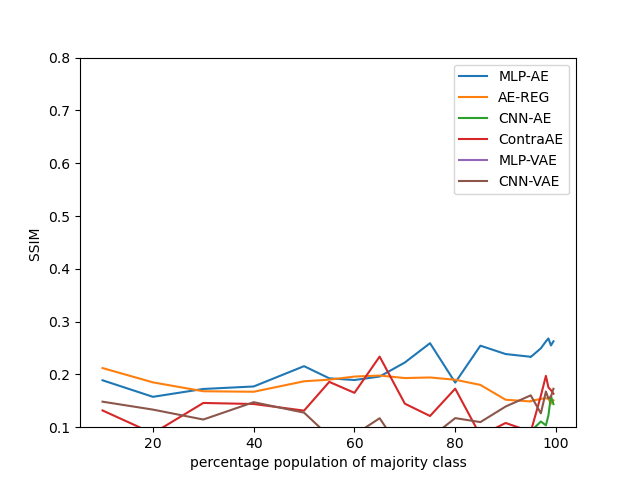 0.8
0.7
0.6
0.5
0.4
0.3
0.2
0.1
SSIM
20
40
60
80
100
percentage population of majority class
MLP-AE
AE-REG
CNN-AE
ContraAE
MLP-VAE
CNN-VAE